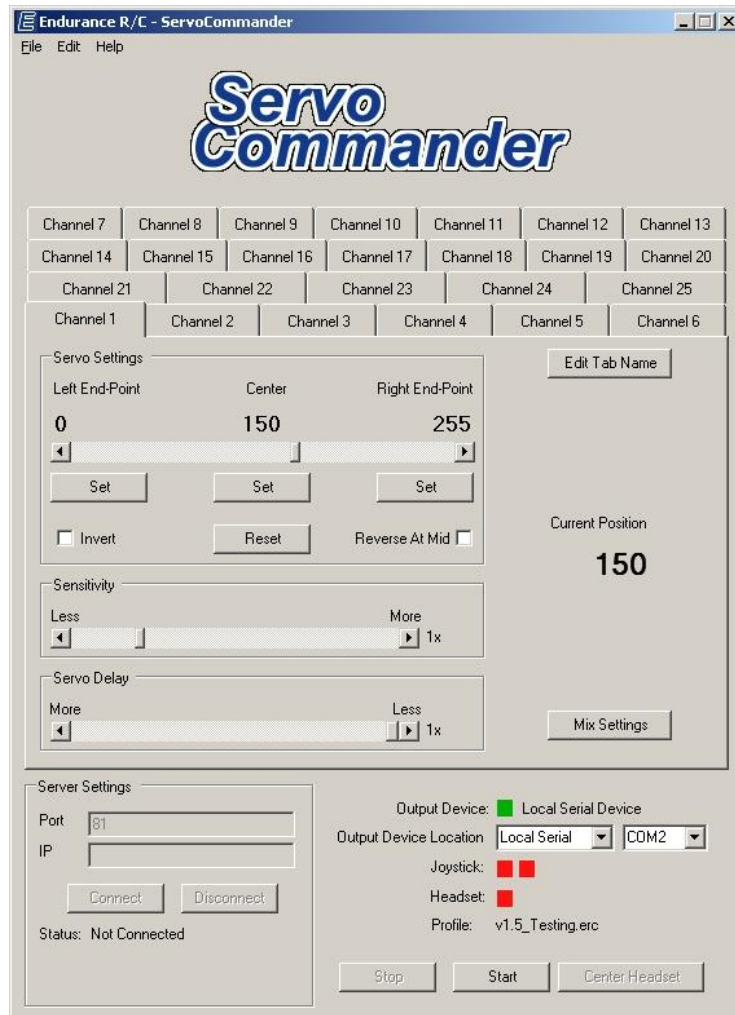 Endurance R/C - ServoCommander
File Edit Help
Servo
Commander
Channel 7 Channel 8 Channel 9 Channel 10 Channel 11 Channel 12 Channel 13
Channel 14 Channel 15 Channel 16 Channel 17 Channel 18 Channel 19 Channel 20
Channel 21 Channel 22 Channel 23 Channel 24 Channel 25
Channel 1 Channel 2 Channel 3 Channel 4 Channel 5 Channel 6
Servo Settings
Edit Tab Name
Left End-Point Center Right End-Point
0 150 255
Set Set Set
Invert Reset Reverse At Mid
Current Position
150
Sensitivity
Less More
1x
Servo Delay
More Less
1x
Mix Settings
Server Settings
Port 81
IP
Connect Disconnect
Status: Not Connected
Output Device: Local Serial Device
Output Device Location Local Serial COM2
Joystick:
Headset:
Profile: v1.5_Testing.erc
Stop Start Center Headset